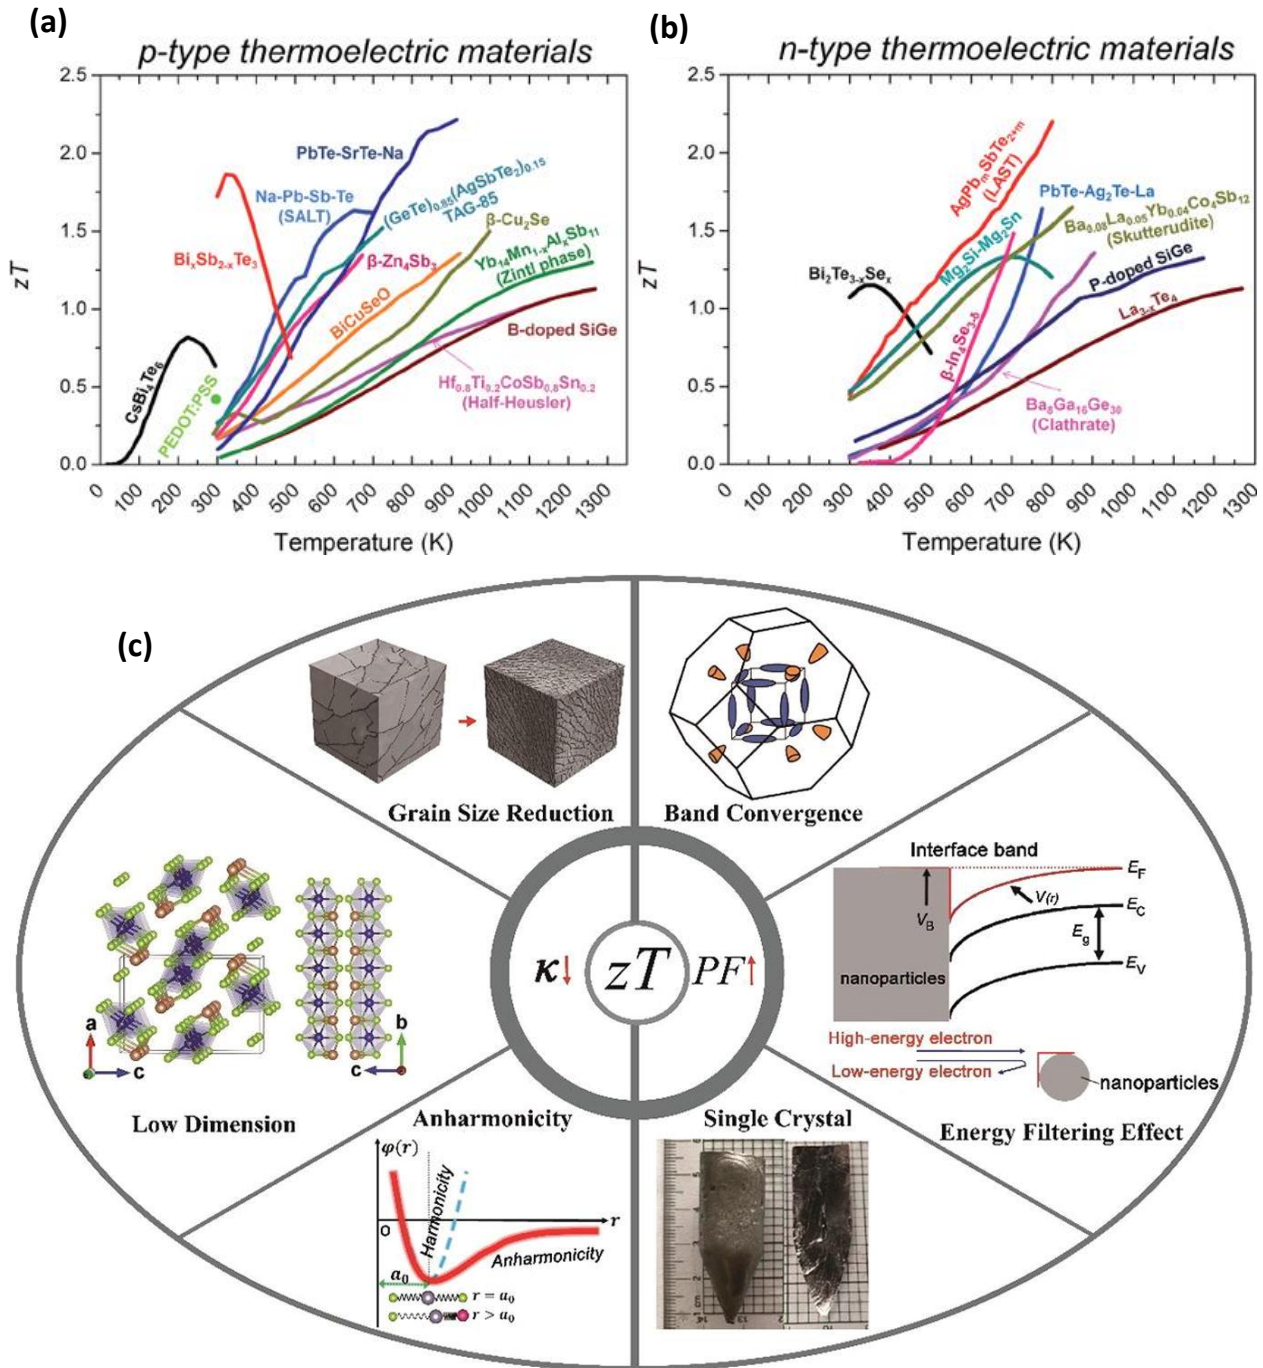 (a)
p-type thermoelectric materials
2.5
2.0
1.5
1.0
0.5
0.0
zT
PbTe-SrTe-Na
Na-Pb-Sb-Te
(SALT)
(GeTe)₀.₈₅(AgSbTe₂)₀.₁₅
TAG-85
β-Cu₂Se
BiₓSb₂₋ₓTe₃
β-Zn₄Sb₃
Yb₁₄Mn₁₋ₓAlₓSb₁₁
(Zintl phase)
BiCuSeO
B-doped SiGe
CsBi₄Te₆
PEDOT:PSS
Hf₀.₈Ti₀.₂CoSb₀.₈Sn₀.₂
(Half-Heusler)
0 100 200 300 400 500 600 700 800 900 1000 1100 1200 1300
Temperature (K)
(b)
n-type thermoelectric materials
2.5
2.0
1.5
1.0
0.5
0.0
zT
AgPbₘSbTe₂₊ₘ
(LAST)
PbTe-Ag₂Te-La
Ba₀.₀₈La₀.₀₅Yb₀.₀₄Co₄Sb₁₂
(Skutterudite)
Mg₂Si-Mg₂Sn
Bi₂Te₃₋ₓSeₓ
P-doped SiGe
La₃₋ₓTe₄
β-In₄Se₃₋δ
Ba₈Ga₁₆Ge₃₀
(Clathrate)
0 100 200 300 400 500 600 700 800 900 1000 1100 1200 1300
Temperature (K)
(c)
Grain Size Reduction
Band Convergence
Interface band
E_F
V(r)
V_B
E_C
E_g
E_V
nanoparticles
High-energy electron
Low-energy electron
nanoparticles
Energy Filtering Effect
κ↓ zT PF↑
a
c
b
c
Low Dimension
Anharmonicity
φ(r)
O
r
Harmonicity
Anharmonicity
a₀
r = a₀
r > a₀
Single Crystal